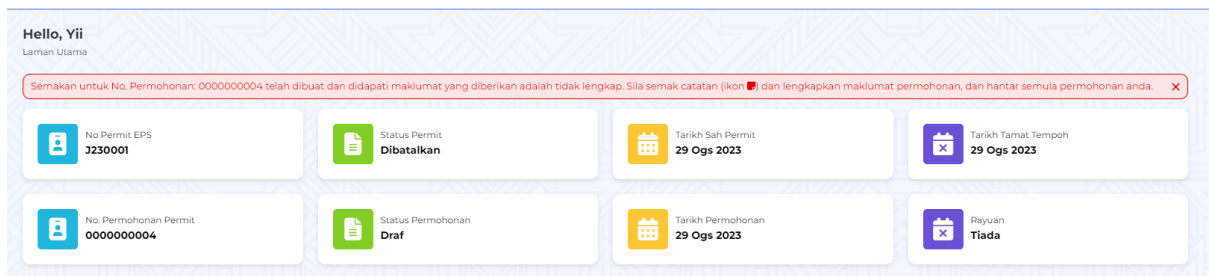 Hello, Yii
Laman Utama
Semakan untuk No. Permohonan: 0000000004 telah dibuat dan didapati maklumat yang diberikan adalah tidak lengkap. Sila semak catatan (ikon ) dan lengkapkan maklumat permohonan, dan hantar semula permohonan anda.
No Permit EPS
J230001
Status Permit
Dibatalkan
Tarikh Sah Permit
29 Ogs 2023
Tarikh Tamat Tempoh
29 Ogs 2023
No. Permohonan Permit
0000000004
Status Permohonan
Draf
Tarikh Permohonan
29 Ogs 2023
Rayuan
Tiada